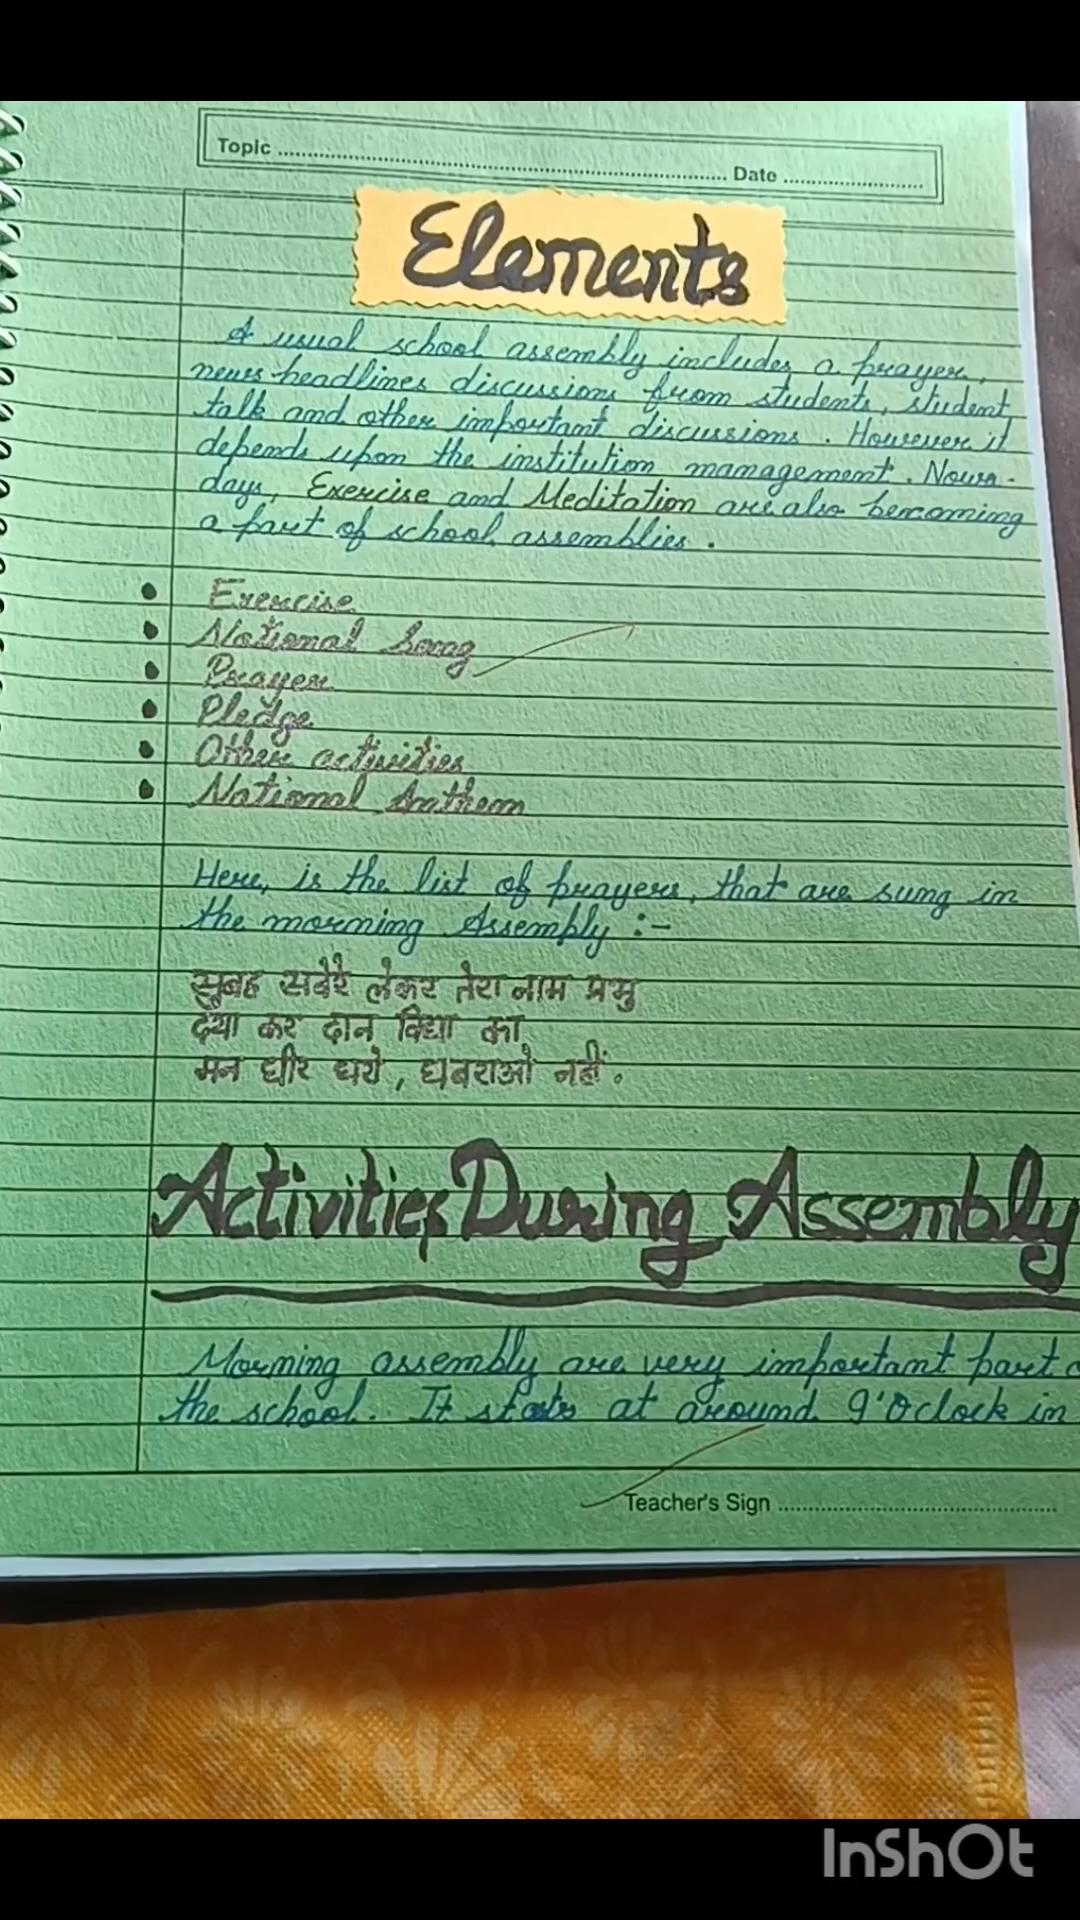 Topic ........ Date ........
Elements
A usual school assembly includes a prayer,
news headlines discussions from students, student
talk and other important discussions. However it
depends upon the institution management. Nowa-
days, Exercise and Meditation are also becoming
a part of school assemblies.
• Exercise
• National Song
• Prayer
• Pledge
• Other activities
• National Anthem
Here, is the list of prayers, that are sung in
the morning Assembly :-
सुबह सवेरे लेकर तेरा नाम प्रभु
दया कर दान विद्या का
मन धीर धरो, घबराओ नहीं.
Activities During Assembly
Morning assembly are very important part
the school. It starts at around 9'O clock in
Teacher's Sign ........
InShOt